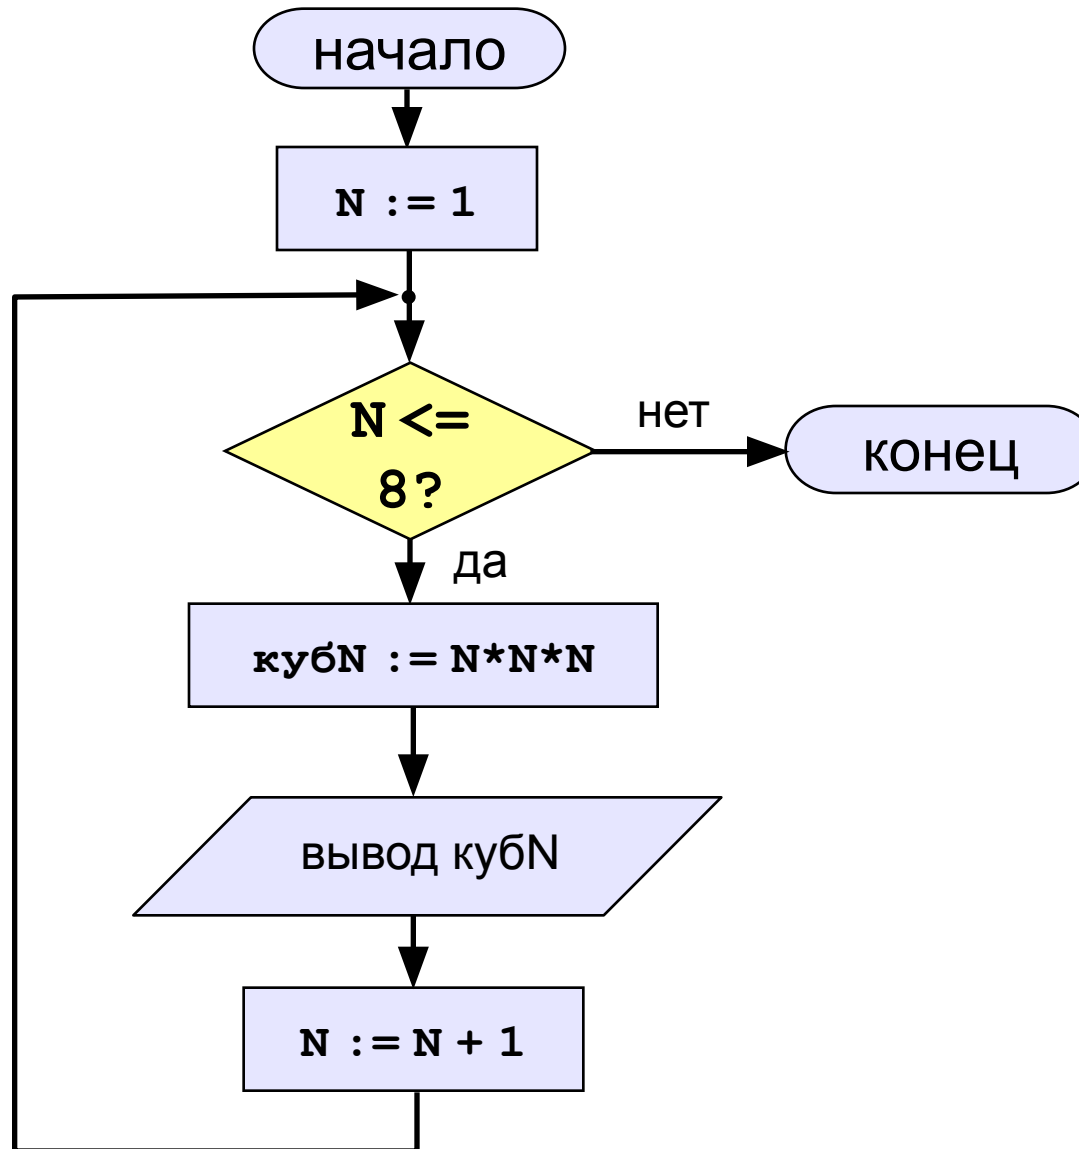 начало
N := 1
N <=
8?
нет
конец
да
кубN := N*N*N
вывод кубN
N := N + 1